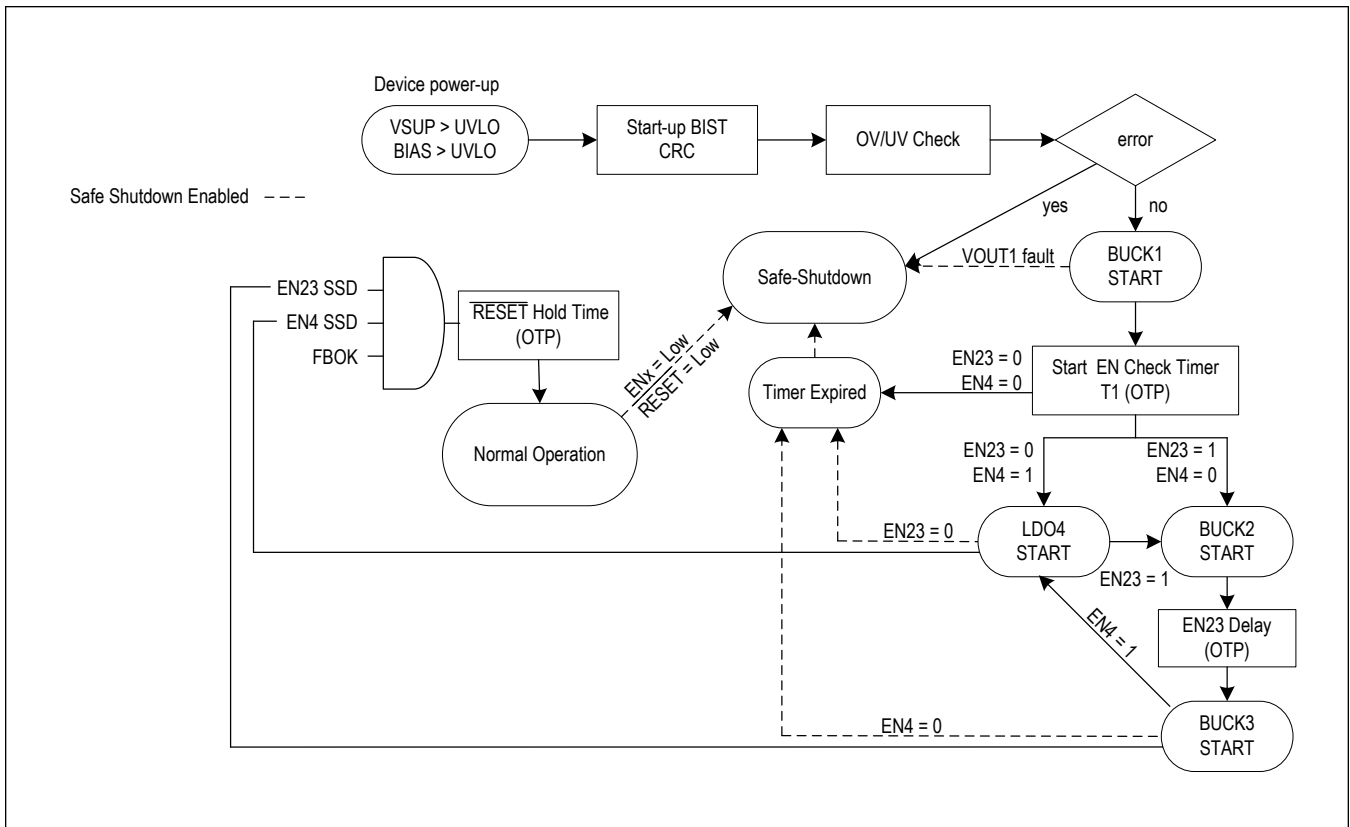 Device power-up
VSUP > UVLO
BIAS > UVLO
Start-up BIST
CRC
OV/UV Check
error
Safe Shutdown Enabled
yes
no
BUCK1
START
VOUT1 fault
Safe-Shutdown
EN23 SSD
EN4 SSD
FBOK
RESET Hold Time
(OTP)
ENx = Low
RESET = Low
Normal Operation
Timer Expired
EN23 = 0
EN4 = 0
Start EN Check Timer
T1 (OTP)
EN23 = 0
EN4 = 1
EN23 = 1
EN4 = 0
EN23 = 0
LDO4
START
EN23 = 1
BUCK2
START
EN23 Delay
(OTP)
EN4 = 1
EN4 = 0
BUCK3
START